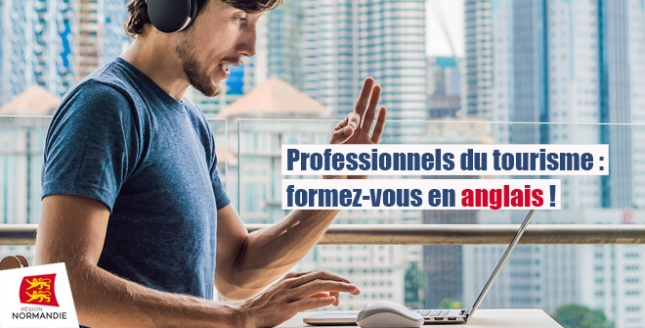 Professionnels du tourisme :
formez-vous en anglais !
RÉGION
NORMANDIE